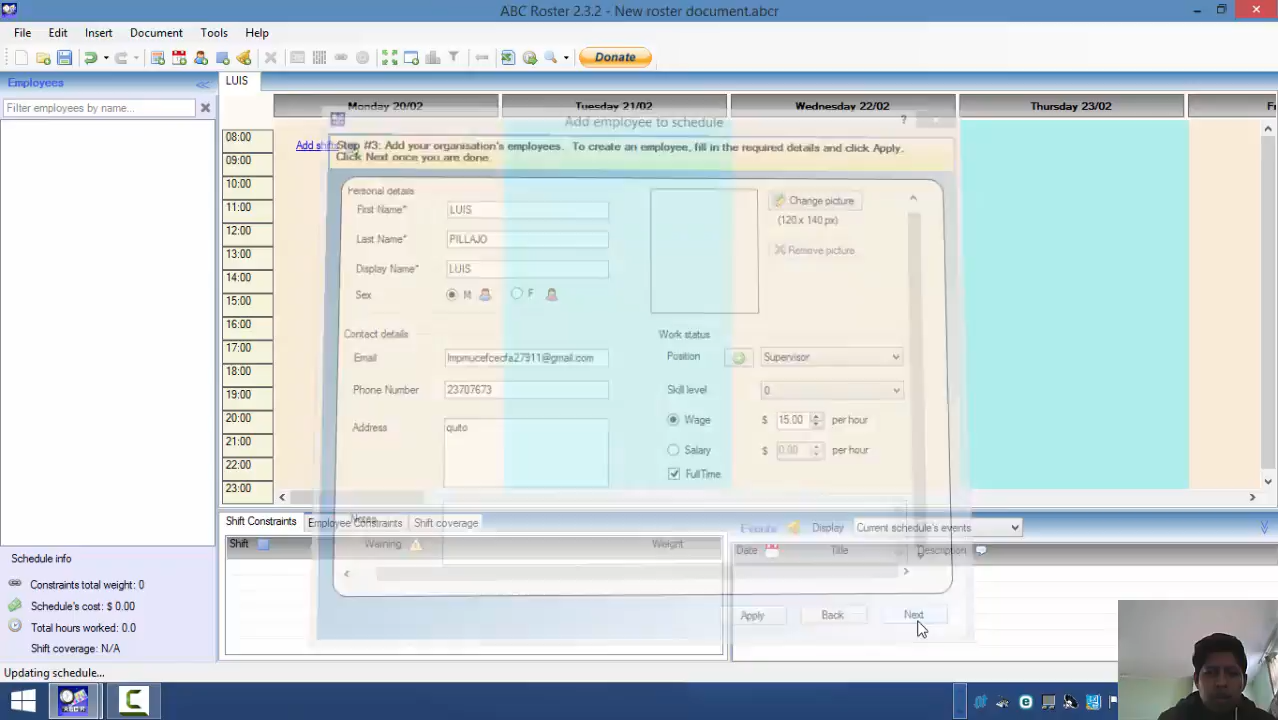 ABC Roster 2.3.2 - New roster document.abcr
File Edit Insert Document Tools Help
Donate
Employees
LUIS
Filter employees by name...
Monday 20/02 Tuesday 21/02 Wednesday 22/02 Thursday 23/02
Add employee to schedule
Step #3: Add your organisation's employees. To create an employee, fill in the required details and click Apply.
Click Next once you are done.
08:00
09:00
10:00
11:00
12:00
13:00
14:00
15:00
16:00
17:00
18:00
19:00
20:00
21:00
22:00
23:00
Personal details
First Name* LUIS
Last Name* PILLAJO
Display Name* LUIS
Sex M F
Change picture
(120 x 140 px)
Remove picture
Contact details
Email lmpmucefcecfa27911@gmail.com
Phone Number 23707673
Address quito
Work status
Position Supervisor
Skill level 0
Wage $ 15.00 per hour
Salary $ 0.00 per hour
Full Time
Notes
Apply Back Next
Shift Constraints Employee Constraints Shift coverage
Shift Warning Weight
Events Display Current schedule's events
Date Title Description
Schedule info
Constraints total weight: 0
Schedule's cost: $ 0.00
Total hours worked: 0.0
Shift coverage: N/A
Updating schedule...